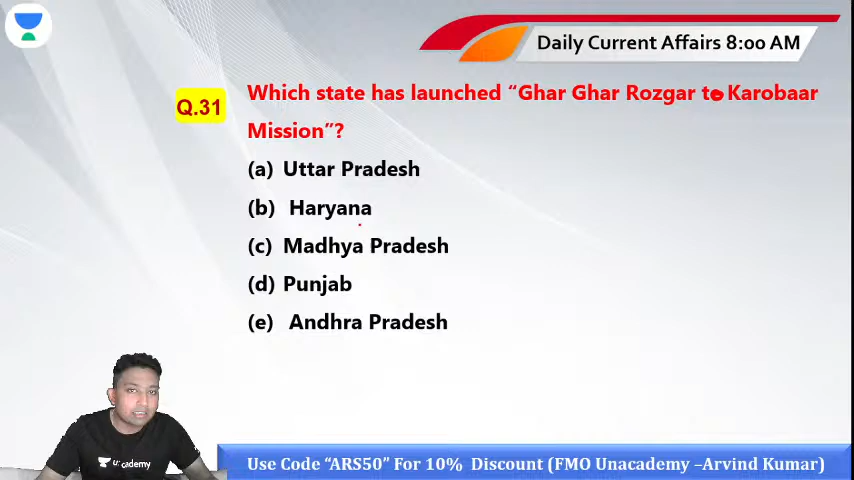 Daily Current Affairs 8:00 AM
Q.31
Which state has launched “Ghar Ghar Rozgar te Karobaar
Mission”?
(a) Uttar Pradesh
(b) Haryana
(c) Madhya Pradesh
(d) Punjab
(e) Andhra Pradesh
Use Code “ARS50” For 10% Discount (FMO Unacademy –Arvind Kumar)